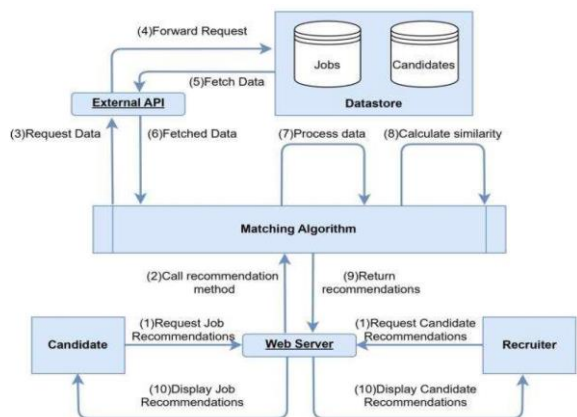 (4)Forward Request
Jobs
Candidates
(5)Fetch Data
External API
Datastore
(3)Request Data
(6)Fetched Data
(7)Process data
(8)Calculate similarity
Matching Algorithm
(2)Call recommendation
method
(9)Return
recommendations
(1)Request Job
Recommendations
(1)Request Candidate
Recommendations
Candidate
Web Server
Recruiter
(10)Display Job
Recommendations
(10)Display Candidate
Recommendations